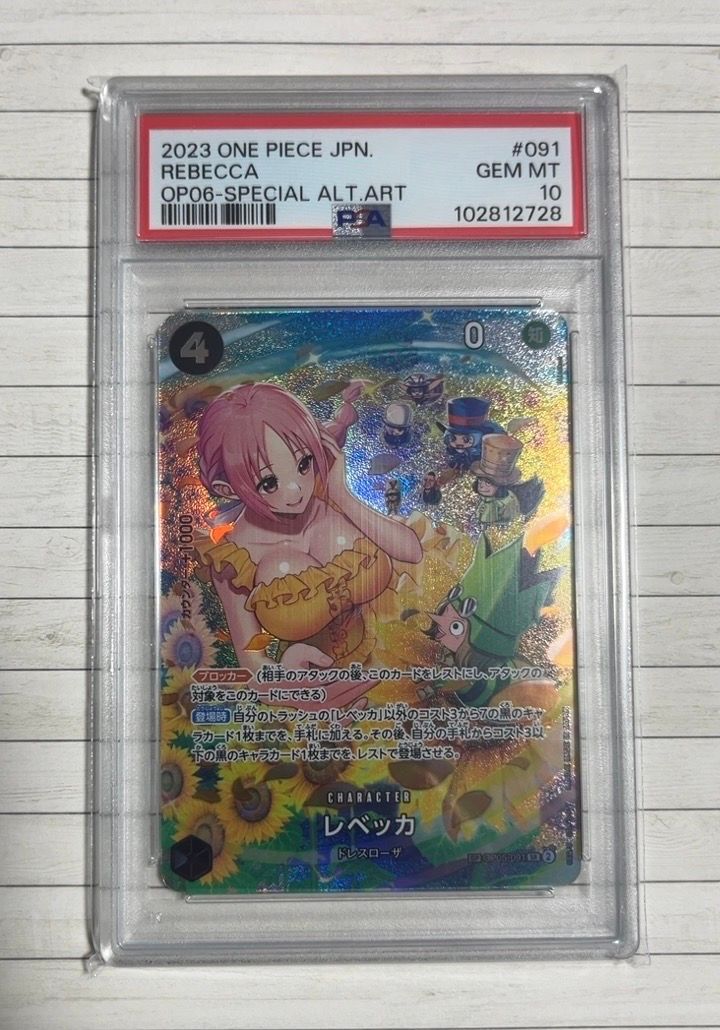 2023 ONE PIECE JPN. #091
REBECCA GEM MT
OP06-SPECIAL ALT.ART 10
PSA 102812728
4 0 知
カウンター+1000
ブロッカー (相手のアタックの後、このカードをレストにし、アタックの
対象をこのカードにできる)
登場時 自分のトラッシュの「レベッカ」以外のコスト3から7の黒のキャ
ラカード1枚までを、手札に加える。その後、自分の手札からコスト3以
下の黒のキャラカード1枚までを、レストで登場させる。
CHARACTER
レベッカ
ドレスローザ
SP OP05-091 SR 2